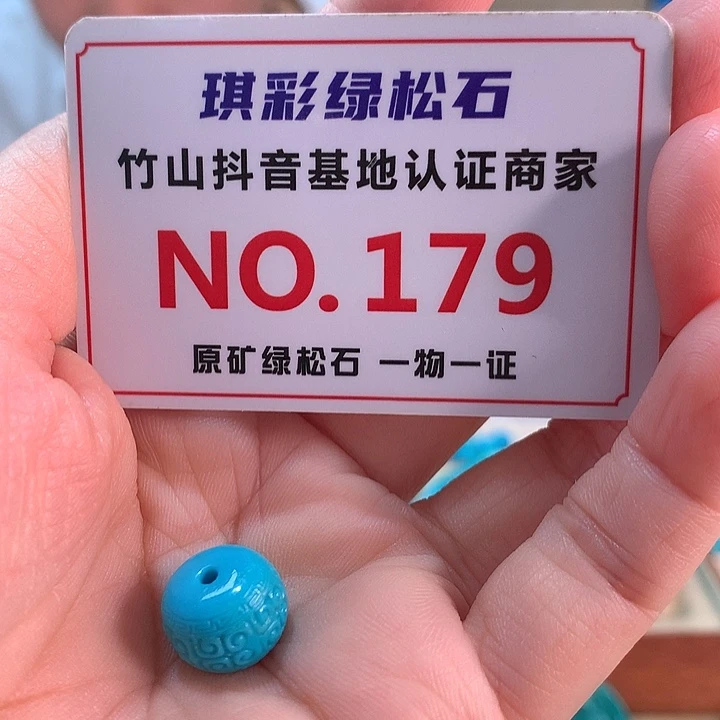 琪彩绿松石
竹山抖音基地认证商家
NO.179
原矿绿松石 一物一证